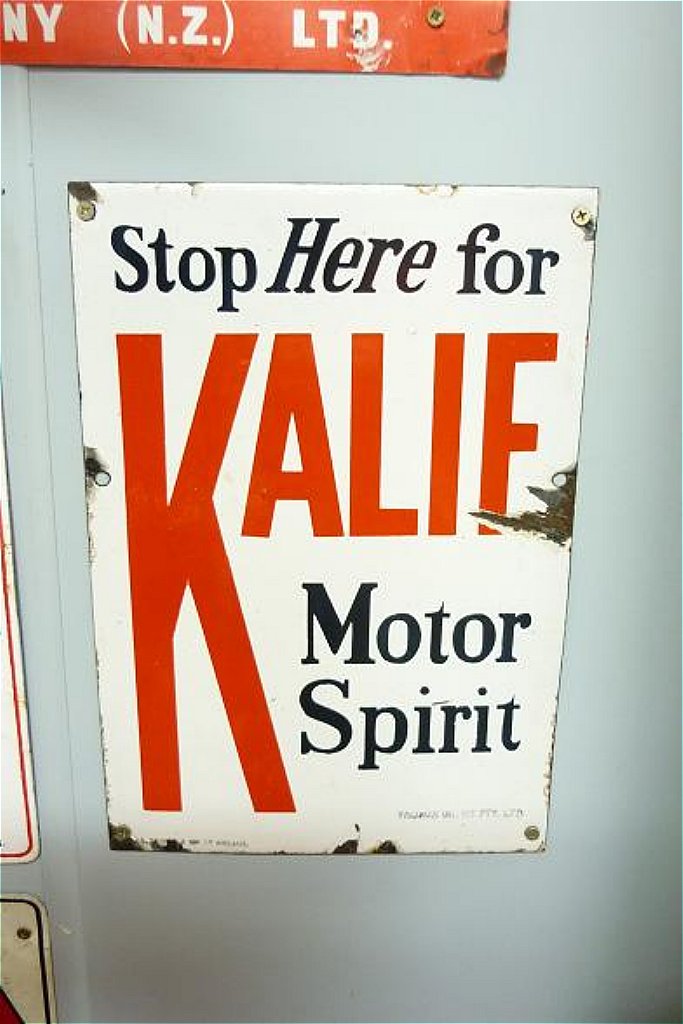 NY (N.Z.) LTD.
Stop Here for
KALIF
Motor
Spirit